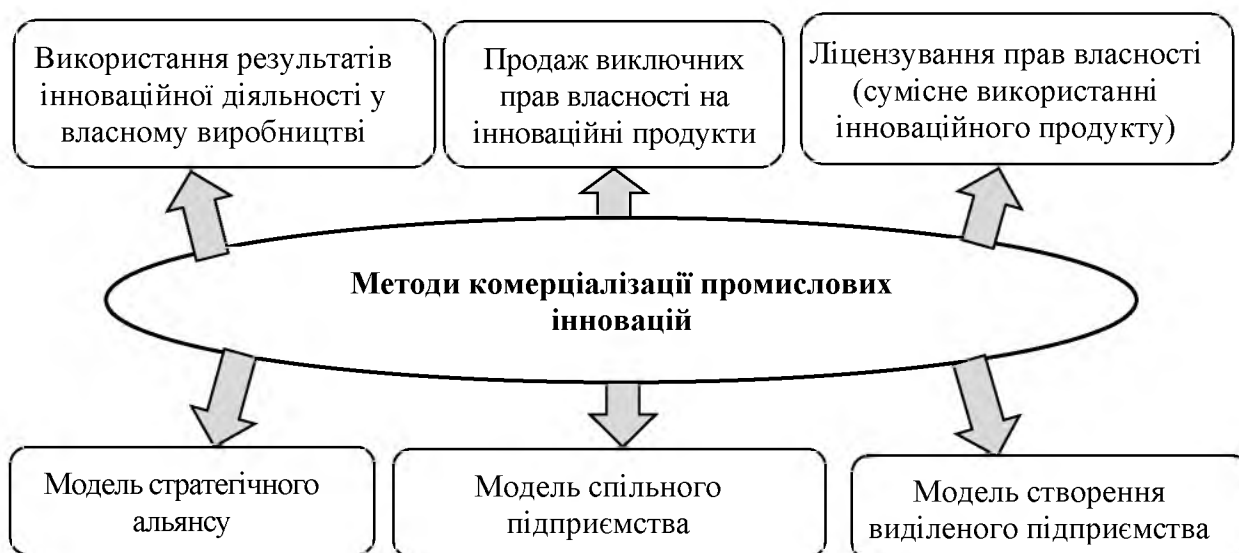 Використання результатів
інноваційної діяльності у
власному виробництві
Продаж виключних
прав власності на
інноваційні продукти
Ліцензування прав власності
(сумісне використанні
інноваційного продукту)
Методи комерціалізації промислових
інновацій
Модель стратегічного
альянсу
Модель спільного
підприємства
Модель створення
виділеного підприємства